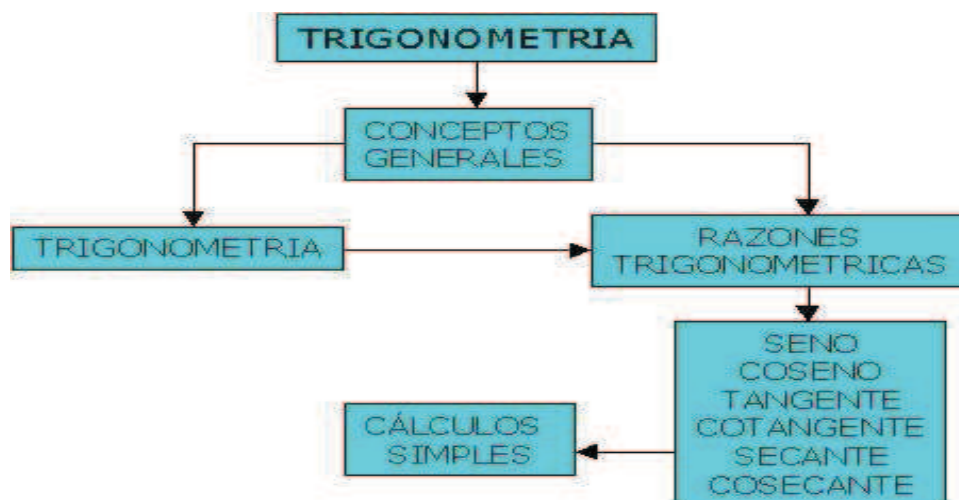 TRIGONOMETRIA
CONCEPTOS
GENERALES
TRIGONOMETRIA
RAZONES
TRIGONOMETRICAS
SENO
COSENO
TANGENTE
COTANGENTE
SECANTE
COSECANTE
CÁLCULOS
SIMPLES